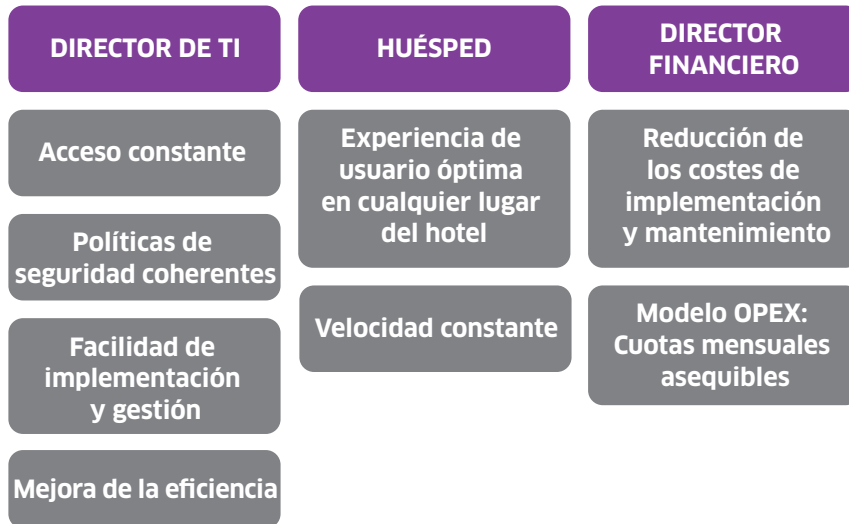 DIRECTOR DE TI
Acceso constante
Políticas de
seguridad coherentes
Facilidad de
implementación
y gestión
Mejora de la eficiencia
HUÉSPED
Experiencia de
usuario óptima
en cualquier lugar
del hotel
Velocidad constante
DIRECTOR
FINANCIERO
Reducción de
los costes de
implementación
y mantenimiento
Modelo OPEX:
Cuotas mensuales
asequibles